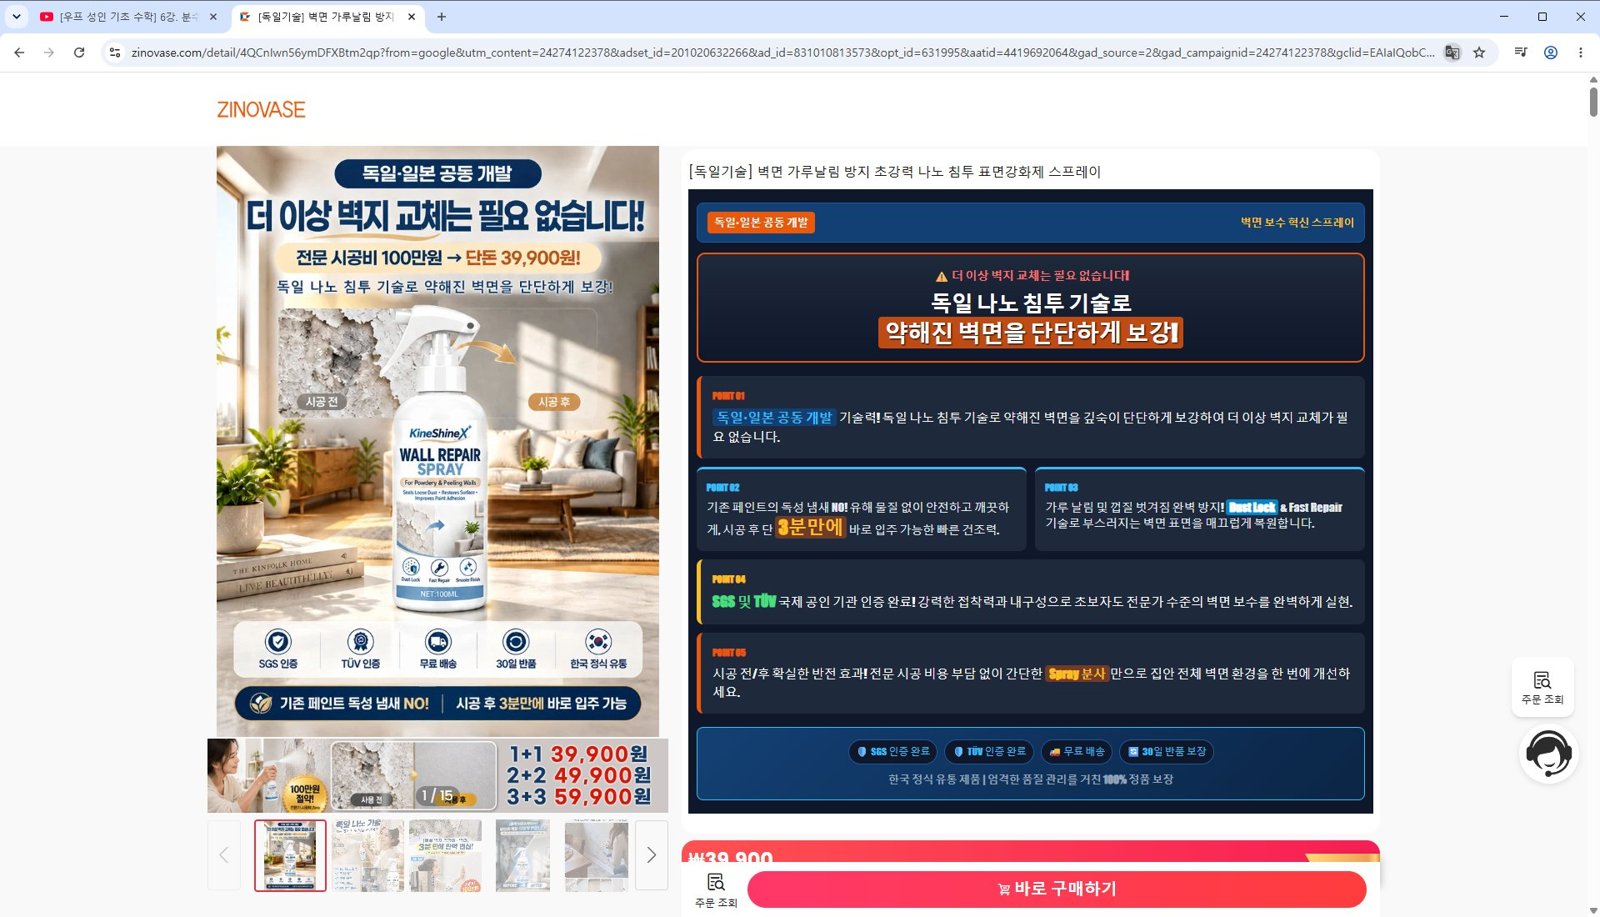 [우프 성인 기초 수학] 6강. 분수
[독일기술] 벽면 가루날림 방지
zinovase.com/detail/4QCnIwn56ymDFXBtm2qp?from=google&utm_content=24274122378&adset_id=201020632266&ad_id=831010813573&opt_id=631995&aatid=4419692064&gad_source=2&gad_campaignid=24274122378&gclid=EAIaIQobC...
ZINOVASE
독일·일본 공동 개발
더 이상 벽지 교체는 필요 없습니다!
전문 시공비 100만원 → 단돈 39,900원!
독일 나노 침투 기술로 약해진 벽면을 단단하게 보강!
시공 전
시공 후
KineShineX
WALL REPAIR
SPRAY
For Powdery & Peeling Walls
Seals Loose Dust • Restores Surface •
Improves Paint Adhesion
Dust Lock
Fast Repair
Smooth Finish
NET:100ML
THE KINFOLK HOME
LIVE BEAUTIFULLY!
SGS 인증
TÜV 인증
무료 배송
30일 반품
한국 정식 유통
기존 페인트 독성 냄새 NO!
시공 후 3분만에 바로 입주 가능
100만원
절약!
사용 전
1 / 15
1+1 39,900원
2+2 49,900원
3+3 59,900원
[독일기술] 벽면 가루날림 방지 초강력 나노 침투 표면강화제 스프레이
독일·일본 공동 개발
벽면 보수 혁신 스프레이
더 이상 벽지 교체는 필요 없습니다!
독일 나노 침투 기술로
약해진 벽면을 단단하게 보강!
POINT 01
독일·일본 공동 개발 기술력! 독일 나노 침투 기술로 약해진 벽면을 깊숙이 단단하게 보강하여 더 이상 벽지 교체가 필
요 없습니다.
POINT 02
기존 페인트의 독성 냄새 NO! 유해 물질 없이 안전하고 깨끗하
게, 시공 후 단 3분만에 바로 입주 가능한 빠른 건조력.
POINT 03
가루 날림 및 껍질 벗겨짐 완벽 방지! Dust Lock & Fast Repair
기술로 부스러지는 벽면 표면을 매끄럽게 복원합니다.
POINT 04
SGS 및 TÜV 국제 공인 기관 인증 완료! 강력한 접착력과 내구성으로 초보자도 전문가 수준의 벽면 보수를 완벽하게 실현.
POINT 05
시공 전/후 확실한 반전 효과! 전문 시공 비용 부담 없이 간단한 Spray 분사 만으로 집안 전체 벽면 환경을 한 번에 개선하
세요.
SGS 인증 완료
TÜV 인증 완료
무료 배송
30일 반품 보장
한국 정식 유통 제품 | 엄격한 품질 관리를 거친 100% 정품 보장
₩39,900
주문 조회
바로 구매하기
주문 조회